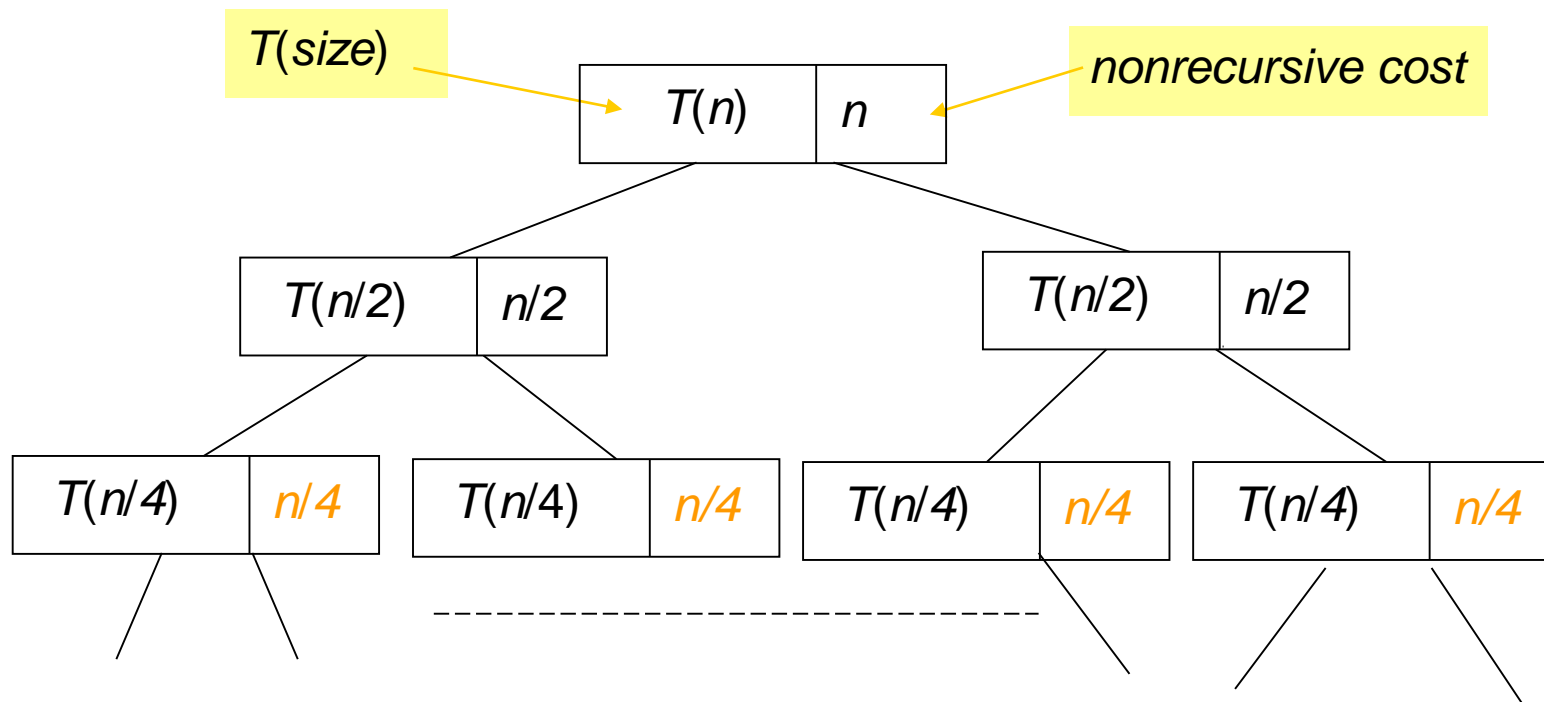 T(size)
nonrecursive cost
T(n) n
T(n/2) n/2
T(n/2) n/2
T(n/4) n/4
T(n/4) n/4
T(n/4) n/4
T(n/4) n/4